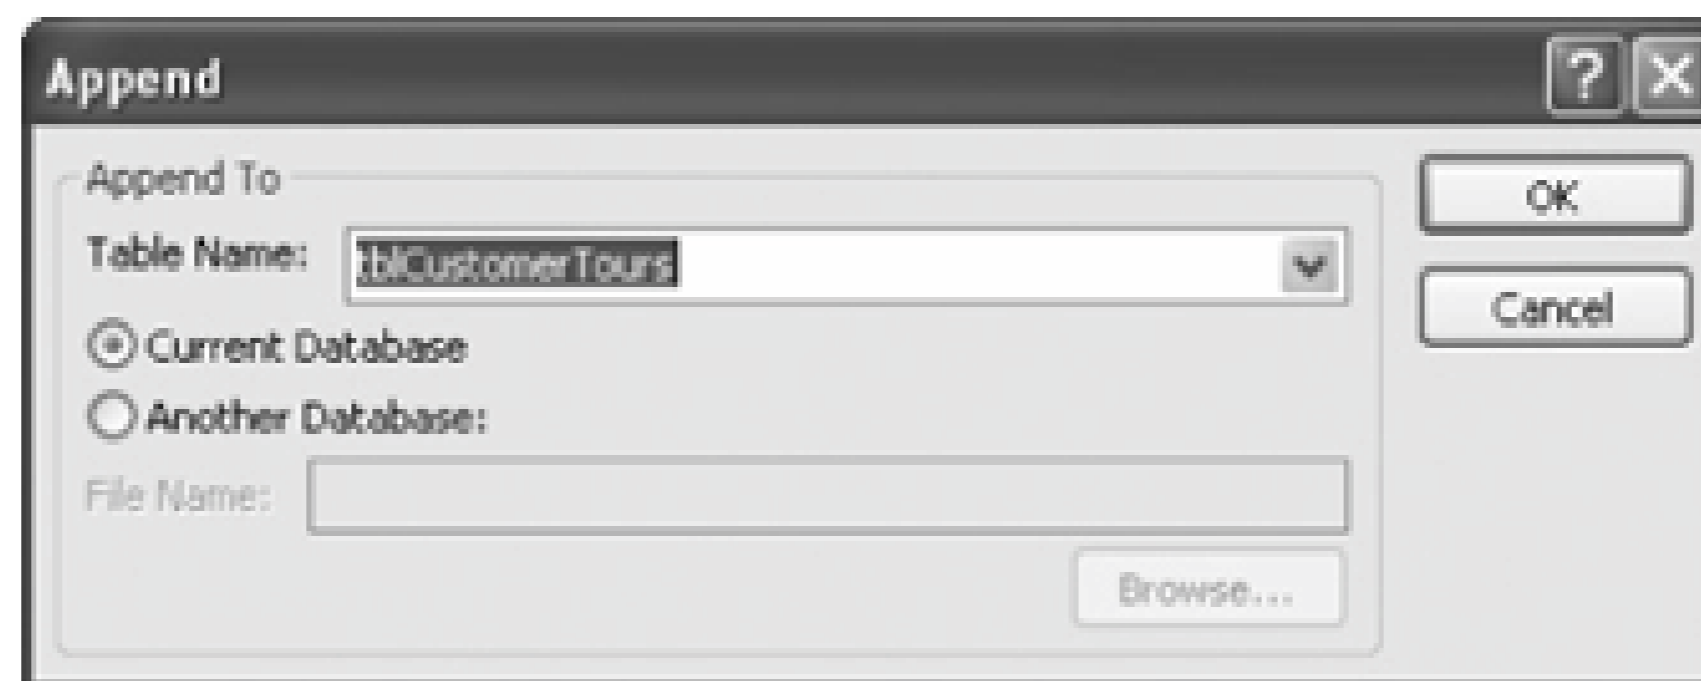 Append
Append To
OK
Table Name: tblCustomerTours
Cancel
Current Database
Another Database:
File Name:
Browse...